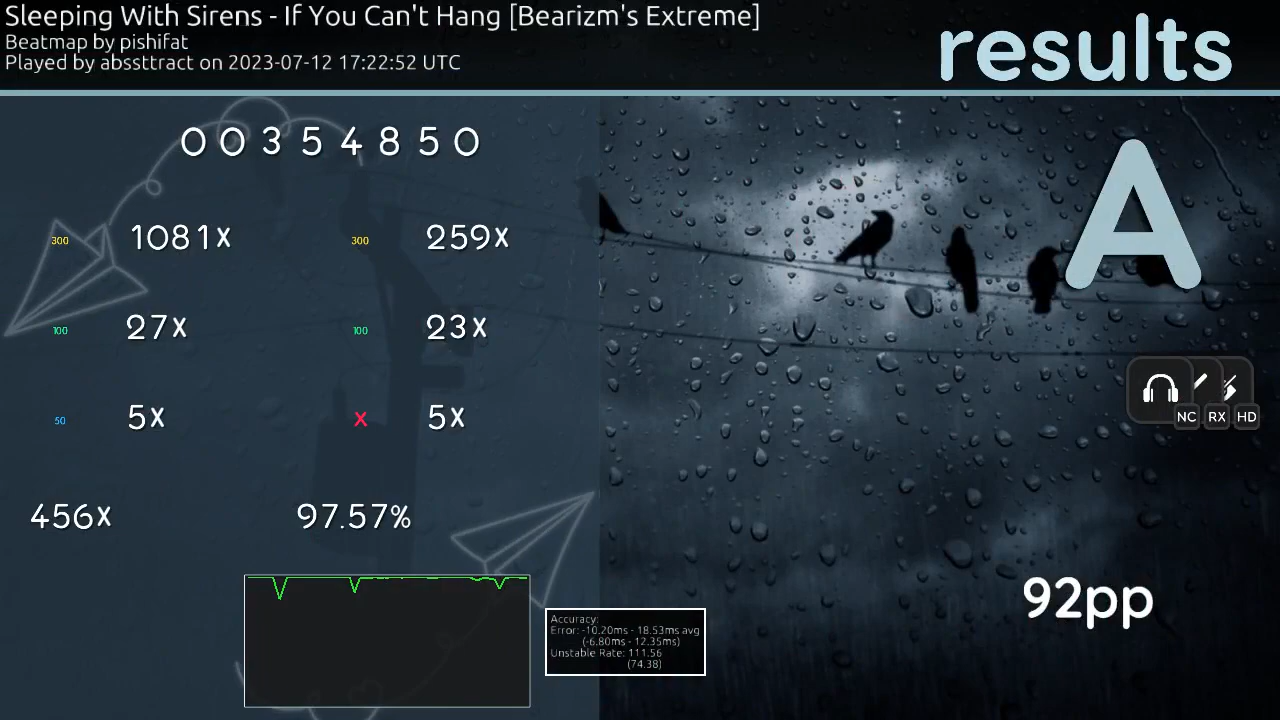 Sleeping With Sirens - If You Can't Hang [Bearizm's Extreme]
Beatmap by pishifat
Played by abssttract on 2023-07-12 17:22:52 UTC
results
00354850
A
300 1081x 300 259x
100 27x 100 23x
50 5x X 5x
NC RX HD
456x 97.57%
92pp
Accuracy:
Error: -10.20ms - 18.53ms avg
(-6.80ms - 12.35ms)
Unstable Rate: 111.56
(74.38)